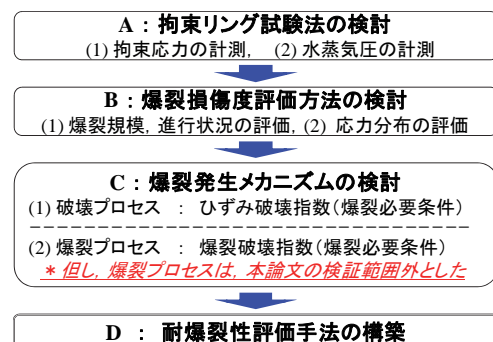 A：拘束リング試験法の検討
(1) 拘束応力の計測, (2) 水蒸気圧の計測
B：爆裂損傷度評価方法の検討
(1) 爆裂規模, 進行状況の評価, (2) 応力分布の評価
C：爆裂発生メカニズムの検討
(1) 破壊プロセス ： ひずみ破壊指数(爆裂必要条件)
(2) 爆裂プロセス ： 爆裂破壊指数(爆裂必要条件)
＊但し, 爆裂プロセスは, 本論文の検証範囲外とした
D ： 耐爆裂性評価手法の構築